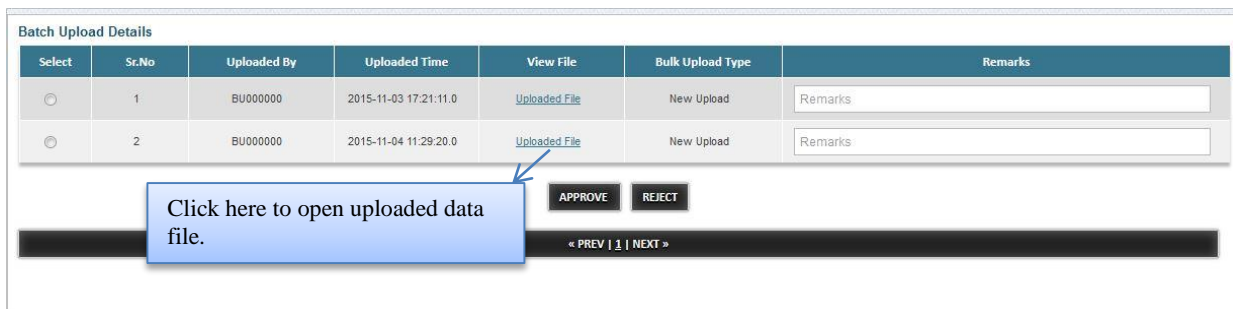 Batch Upload Details
Select Sr.No Uploaded By Uploaded Time View File Bulk Upload Type Remarks
1 BU000000 2015-11-03 17:21:11.0 Uploaded File New Upload Remarks
2 BU000000 2015-11-04 11:29:20.0 Uploaded File New Upload Remarks
APPROVE REJECT
Click here to open uploaded data
file.
« PREV | 1 | NEXT »